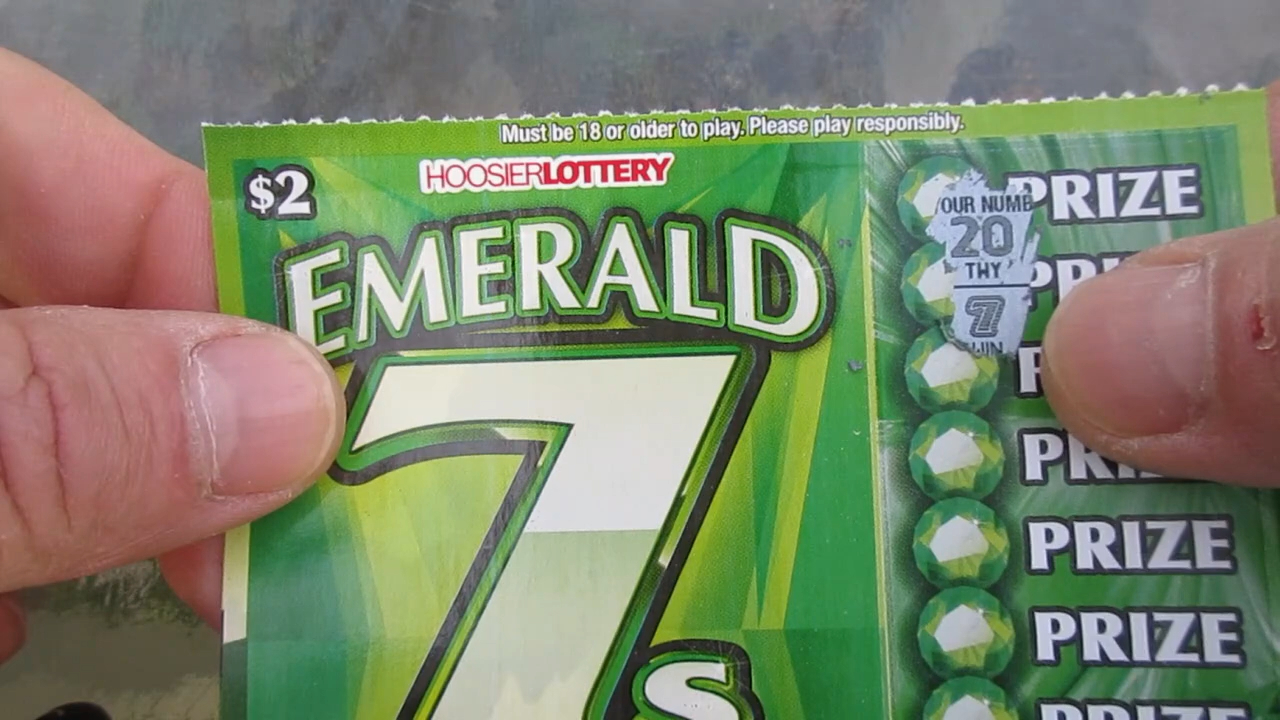 Must be 18 or older to play. Please play responsibly.
$2
HOOSIERLOTTERY
EMERALD
7
S
PRIZE
OUR NUMB
20
THY
7
WIN
PRIZE
PRIZE